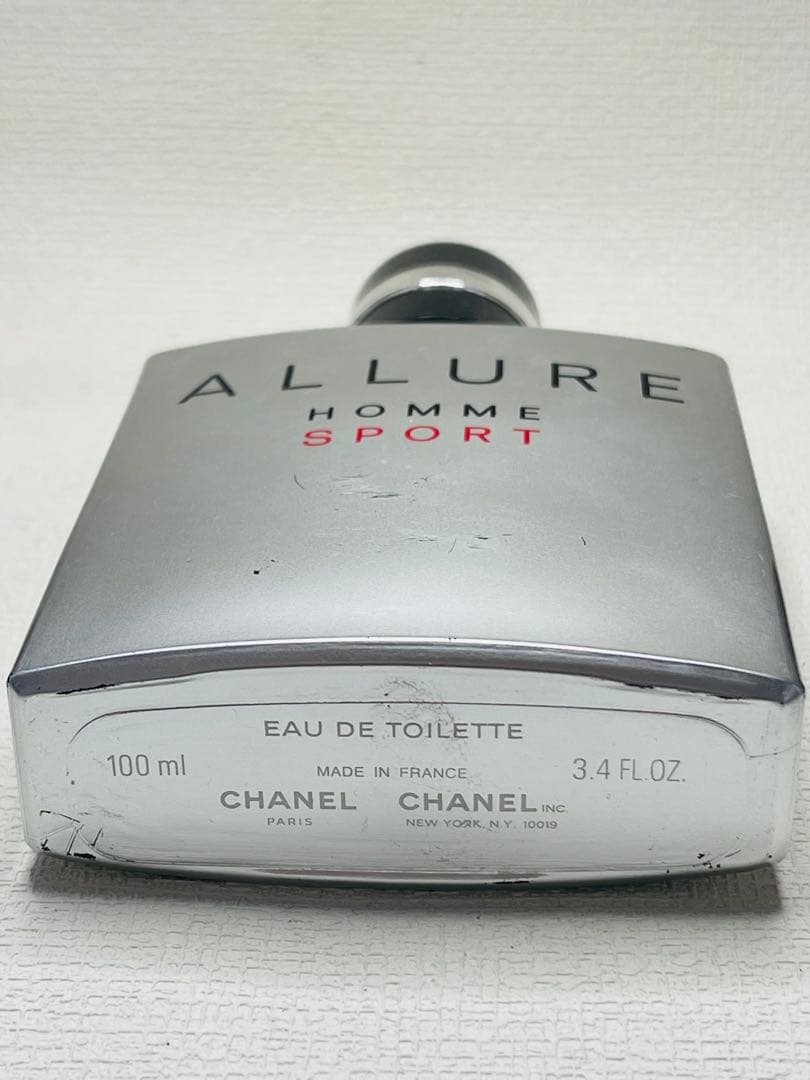 ALLURE
HOMME
SPORT
EAU DE TOILETTE
100 ml
MADE IN FRANCE
3.4 FL.OZ.
CHANEL CHANEL INC.
PARIS NEW YORK. N.Y. 10019